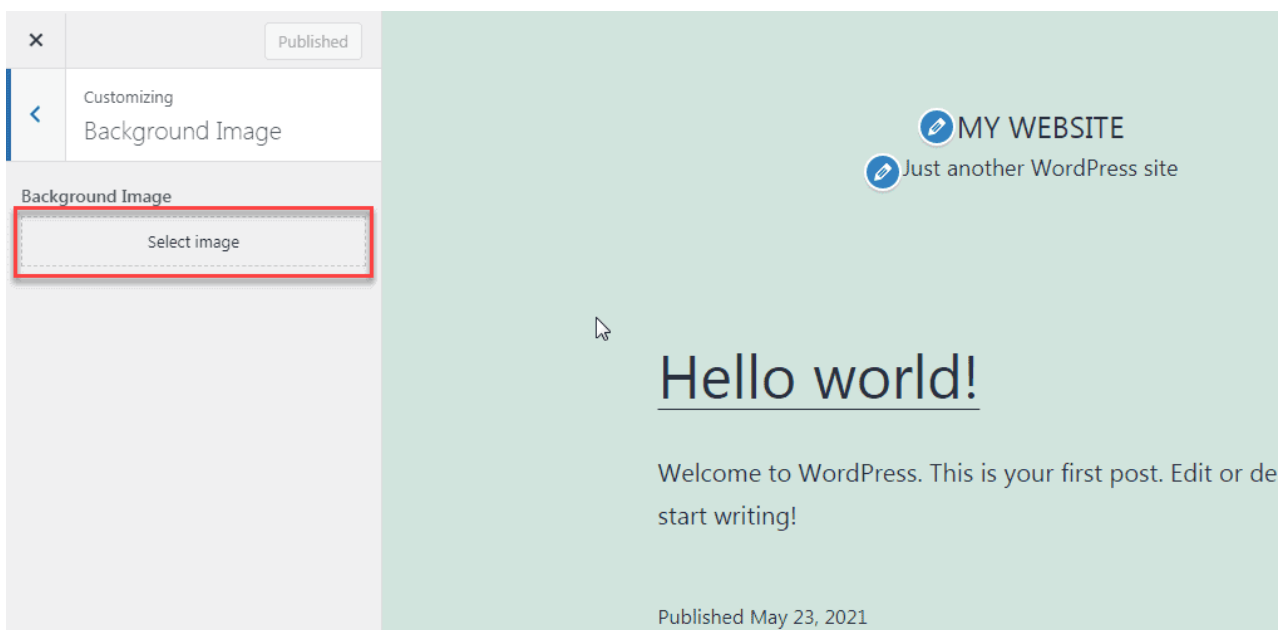 Published
Customizing
Background Image
Background Image
Select image
MY WEBSITE
Just another WordPress site
Hello world!
Welcome to WordPress. This is your first post. Edit or de
start writing!
Published May 23, 2021